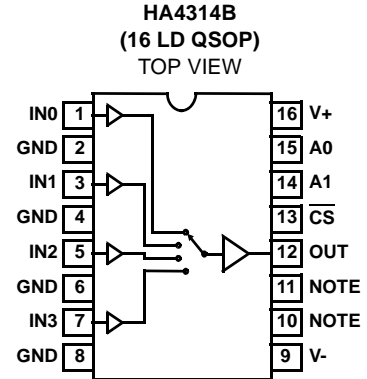 HA4314B
(16 LD QSOP)
TOP VIEW
IN0 1 16 V+
GND 2 15 A0
IN1 3 14 A1
GND 4 13 CS
IN2 5 12 OUT
GND 6 11 NOTE
IN3 7 10 NOTE
GND 8 9 V-